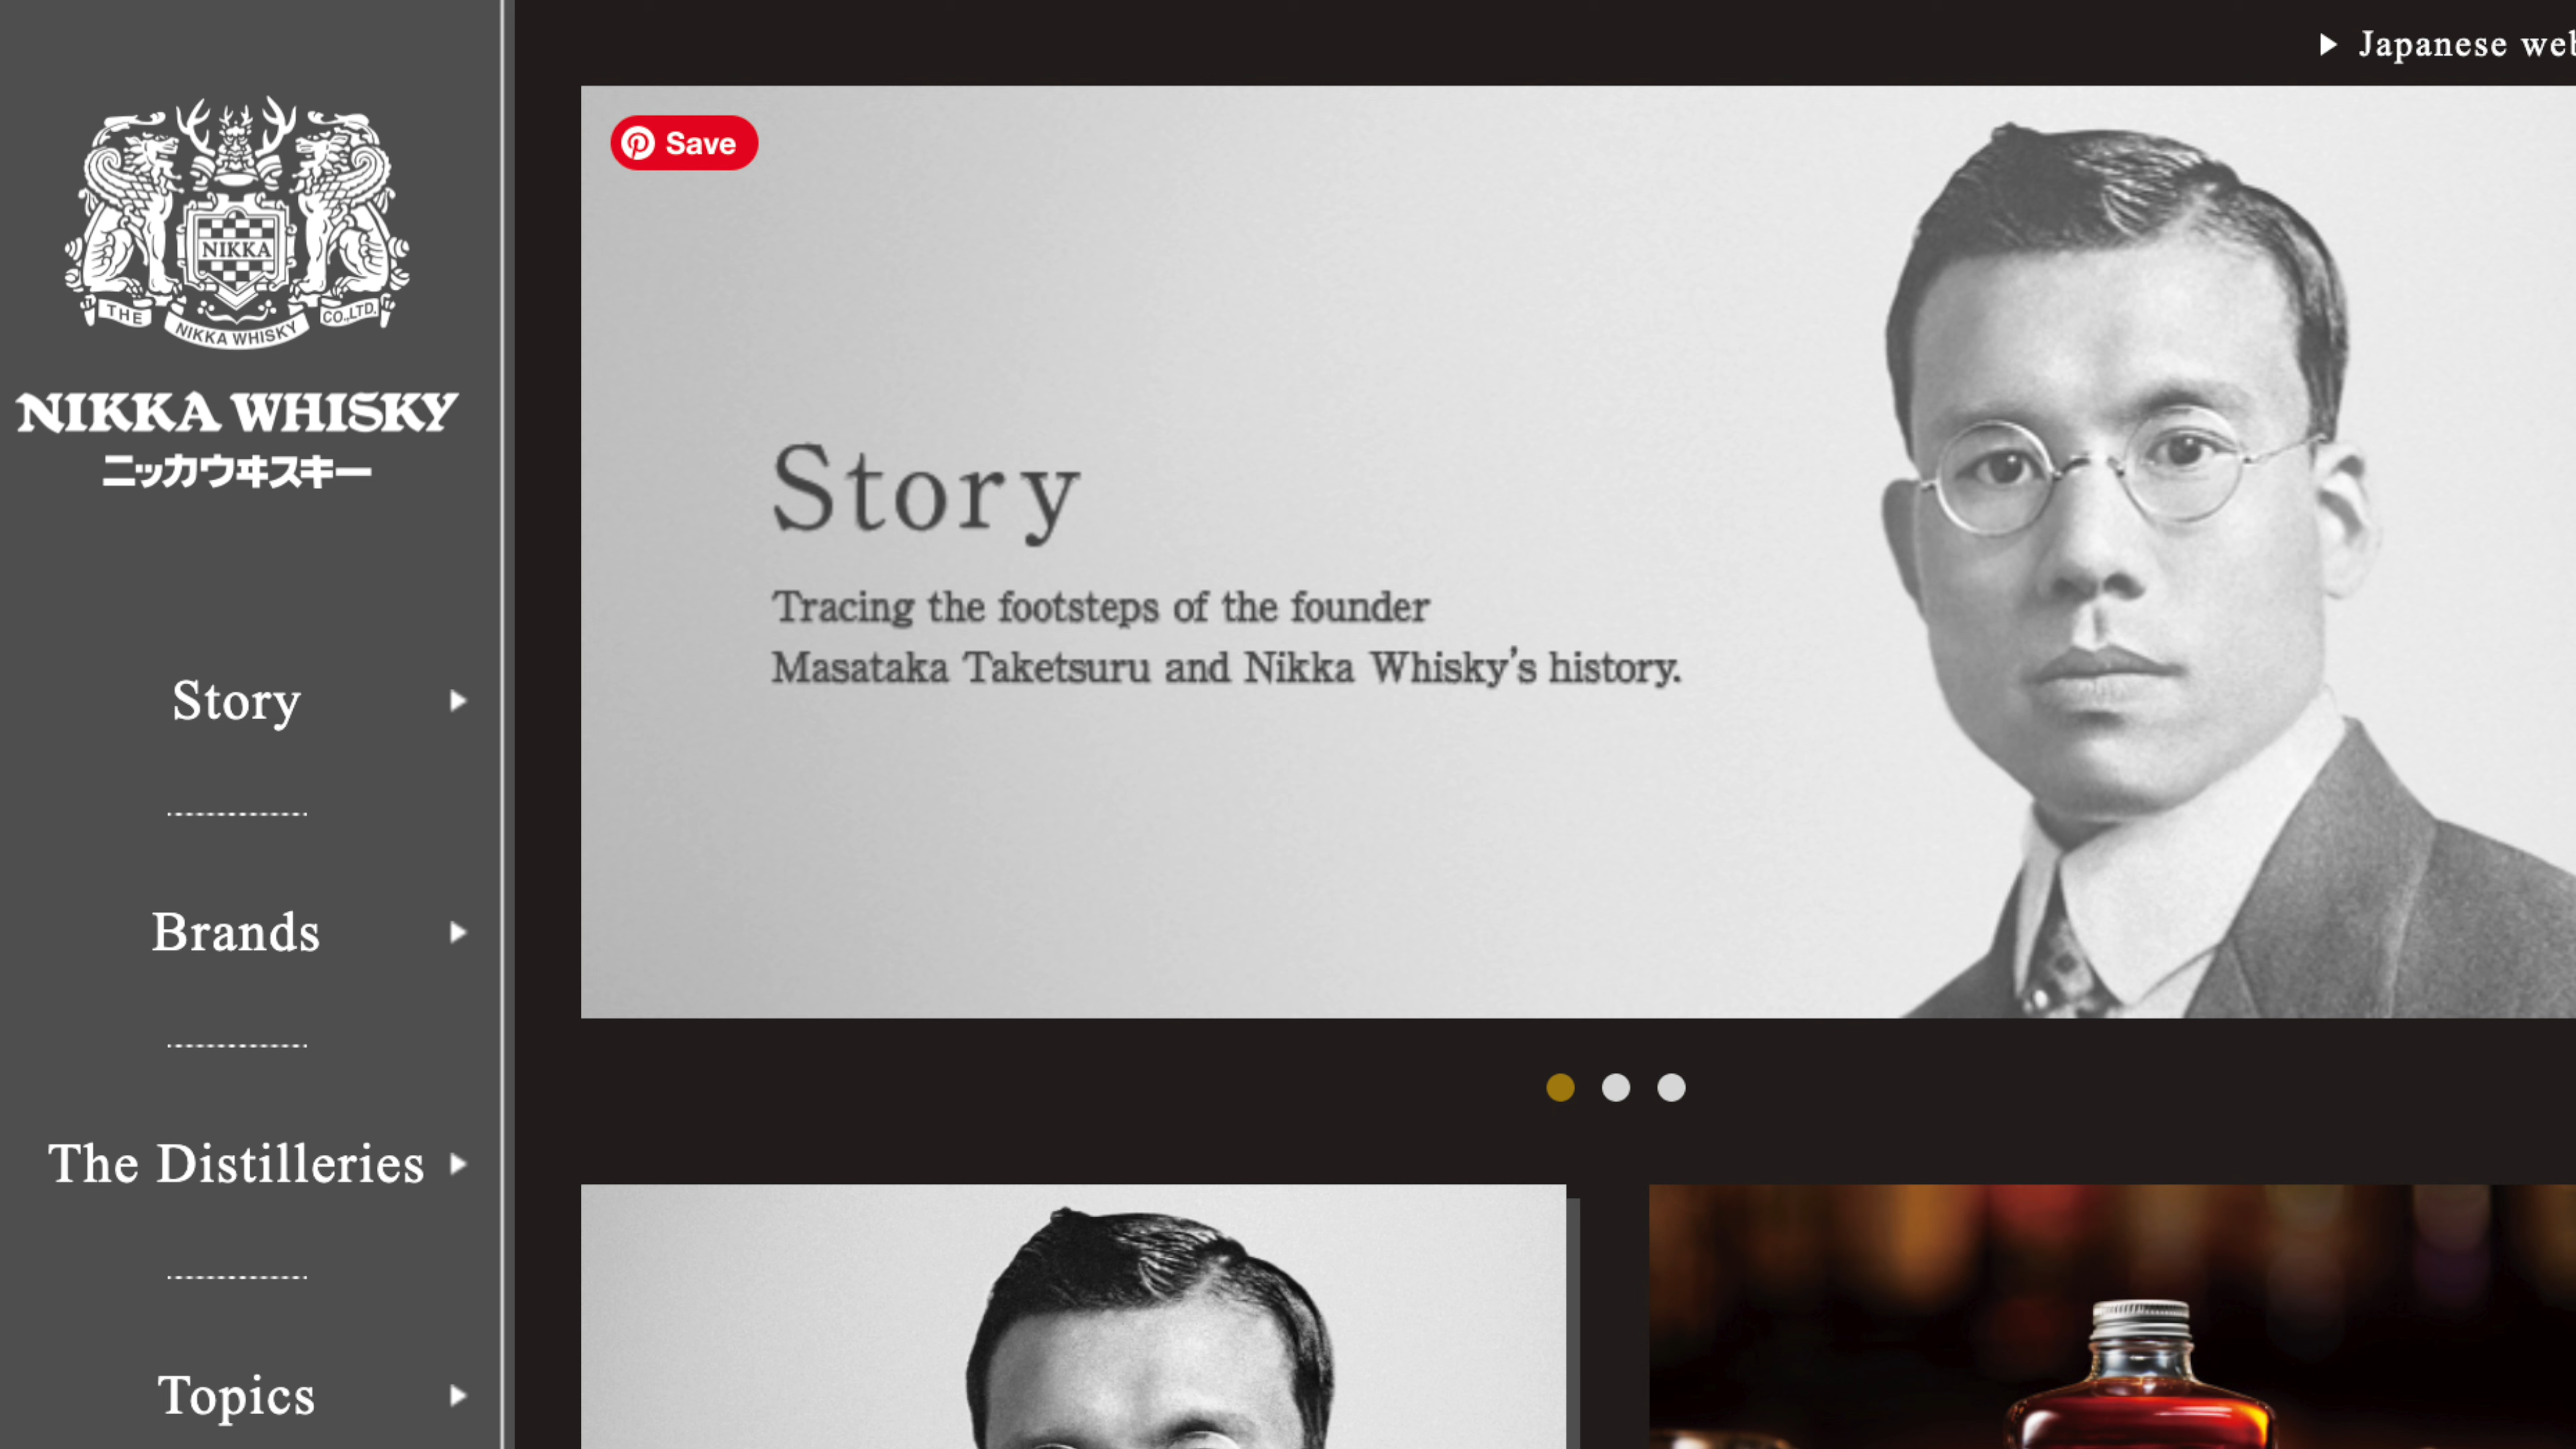 Japanese
Save
NIKKA
THE
NIKKA WHISKY
CO.,LTD.
NIKKA WHISKY
ニッカウヰスキー
Story
Tracing the footsteps of the founder
Masataka Taketsuru and Nikka Whisky's history.
Story
Brands
The Distilleries
Topics